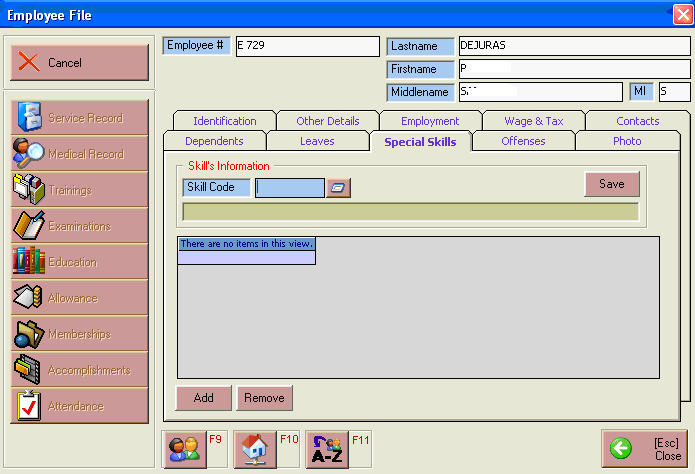 Employee File
Cancel
Employee # E 729
Lastname DEJURAS
Firstname P
Middlename MI S
Service Record
Medical Record
Trainings
Examinations
Education
Allowance
Memberships
Accomplishments
Attendance
Identification Other Details Employment Wage & Tax Contacts
Dependents Leaves Special Skills Offenses Photo
Skill's Information
Skill Code Save
There are no items in this view.
Add Remove
F9 F10 A-Z F11 [Esc]
Close